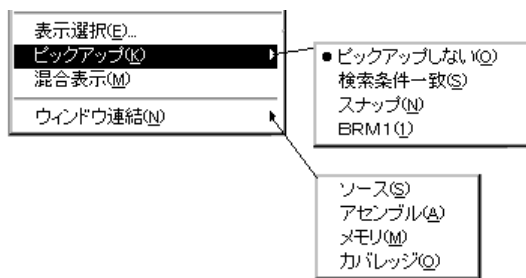 表示選択(E)...
ピックアップ(K)
混合表示(M)
ウィンドウ連結(N)
ピックアップしない(O)
検索条件一致(S)
スナップ(N)
BRM1(1)
ソース(S)
アセンブル(A)
メモリ(M)
カバレッジ(O)